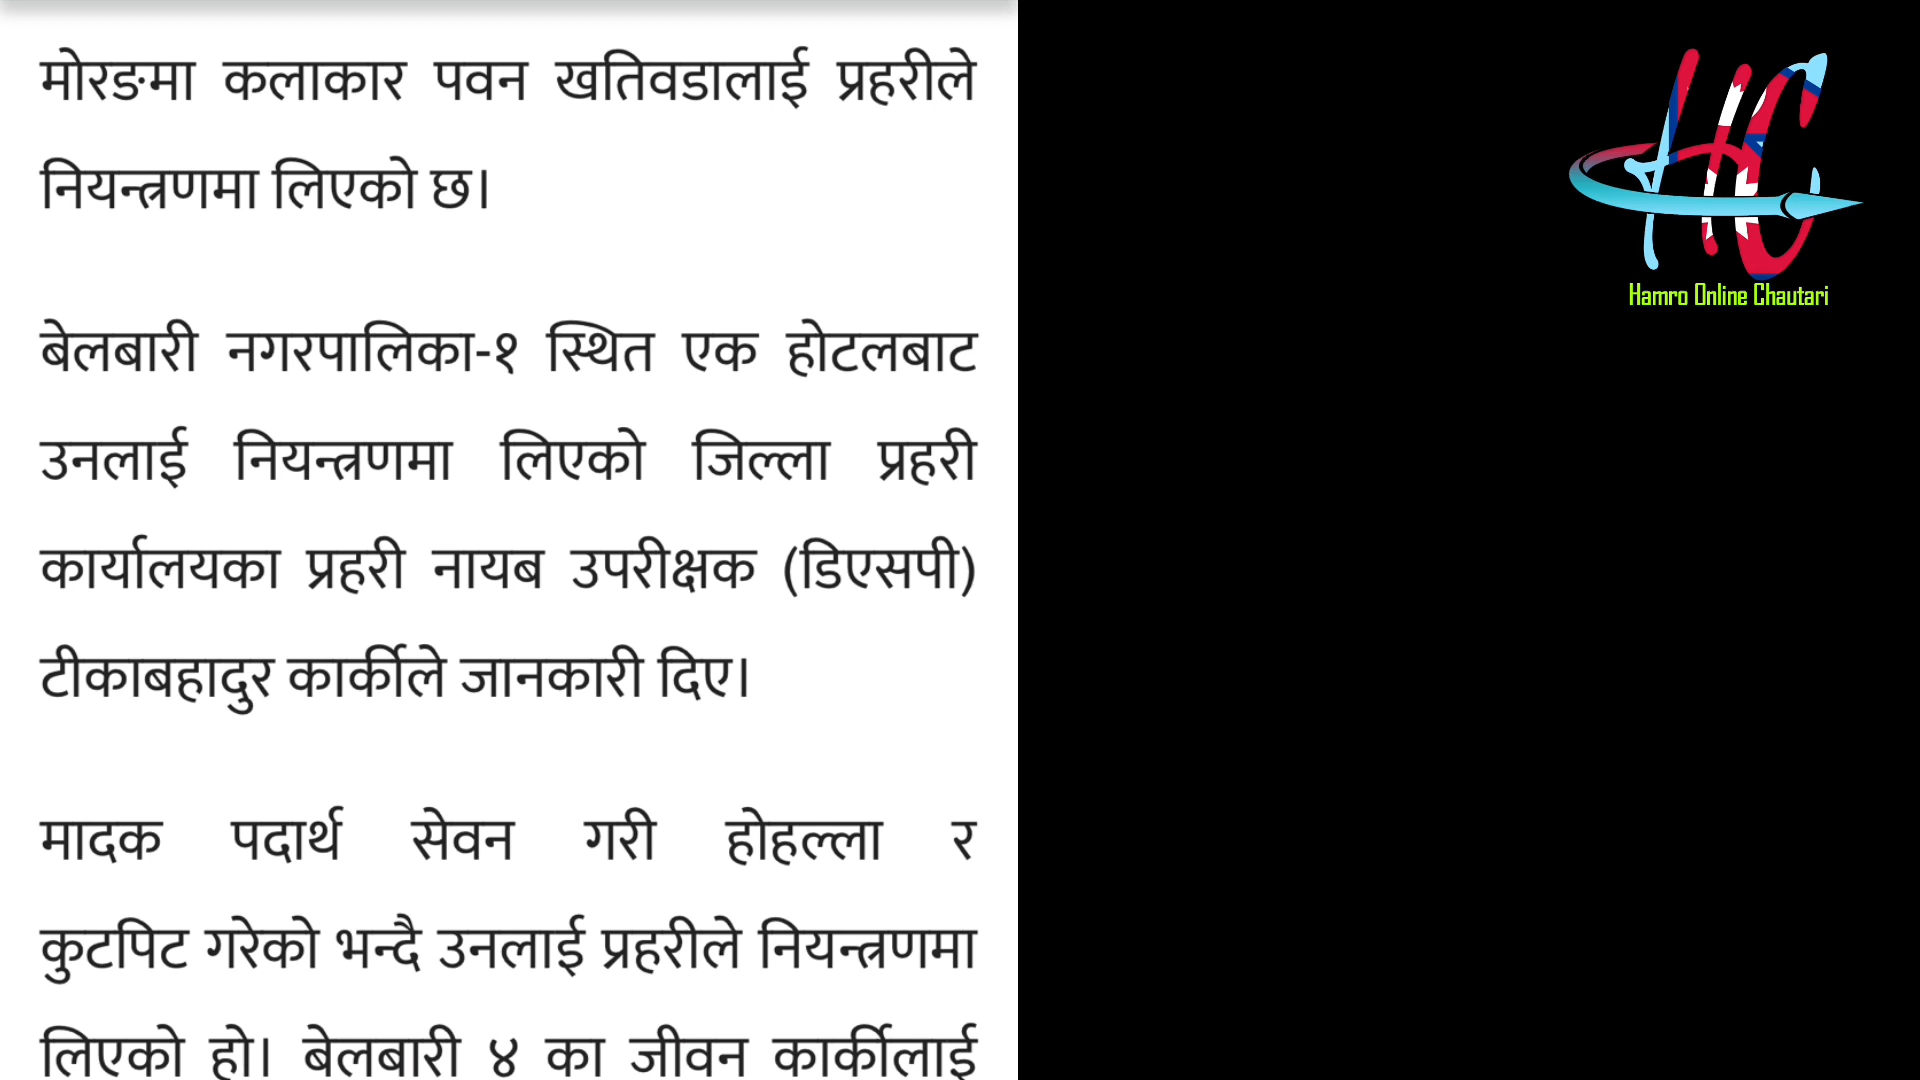 मोरङमा कलाकार पवन खतिवडालाई प्रहरीले
नियन्त्रणमा लिएको छ।
बेलबारी नगरपालिका-१ स्थित एक होटलबाट
उनलाई नियन्त्रणमा लिएको जिल्ला प्रहरी
कार्यालयका प्रहरी नायब उपरीक्षक (डिएसपी)
टीकाबहादुर कार्कीले जानकारी दिए।
मादक पदार्थ सेवन गरी होहल्ला र
कुटपिट गरेको भन्दै उनलाई प्रहरीले नियन्त्रणमा
लिएको हो। बेलबारी ४ का जीवन कार्कीलाई
HC
Hamro Online Chautari